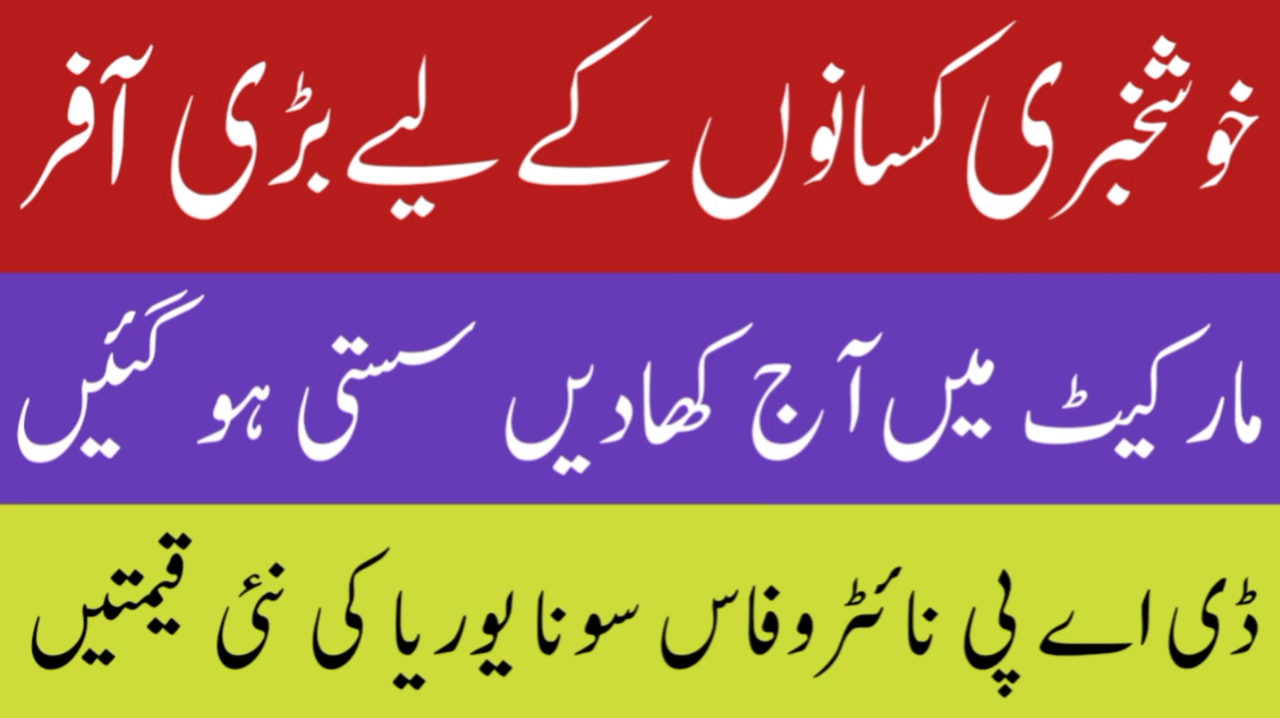 خوشخبری کسانوں کے لیے بڑی آفر
مارکیٹ میں آج کھادیں سستی ہو گئیں
ڈی اے پی نائٹروفاس سونا یوریا کی نئی قیمتیں